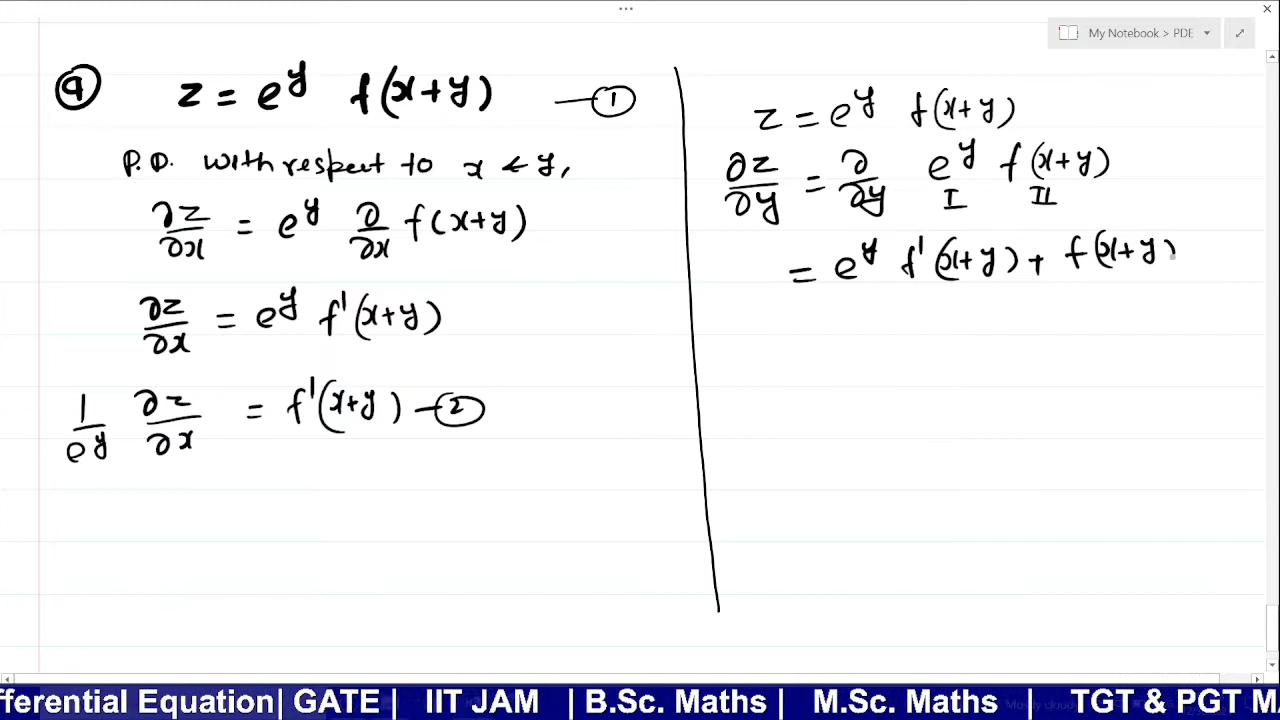 My Notebook > PDE
9 z = e^y f(x+y) —①
P.D. with respect to x & y,
∂z/∂x = e^y ∂/∂x f(x+y)
∂z/∂x = e^y f'(x+y)
1/e^y ∂z/∂x = f'(x+y) —②
z = e^y f(x+y)
∂z/∂y = ∂/∂y e^y f(x+y)
I II
= e^y f'(x+y) + f(x+y)
fferential Equation| GATE | IIT JAM | B.Sc. Maths | M.Sc. Maths | TGT & PGT M